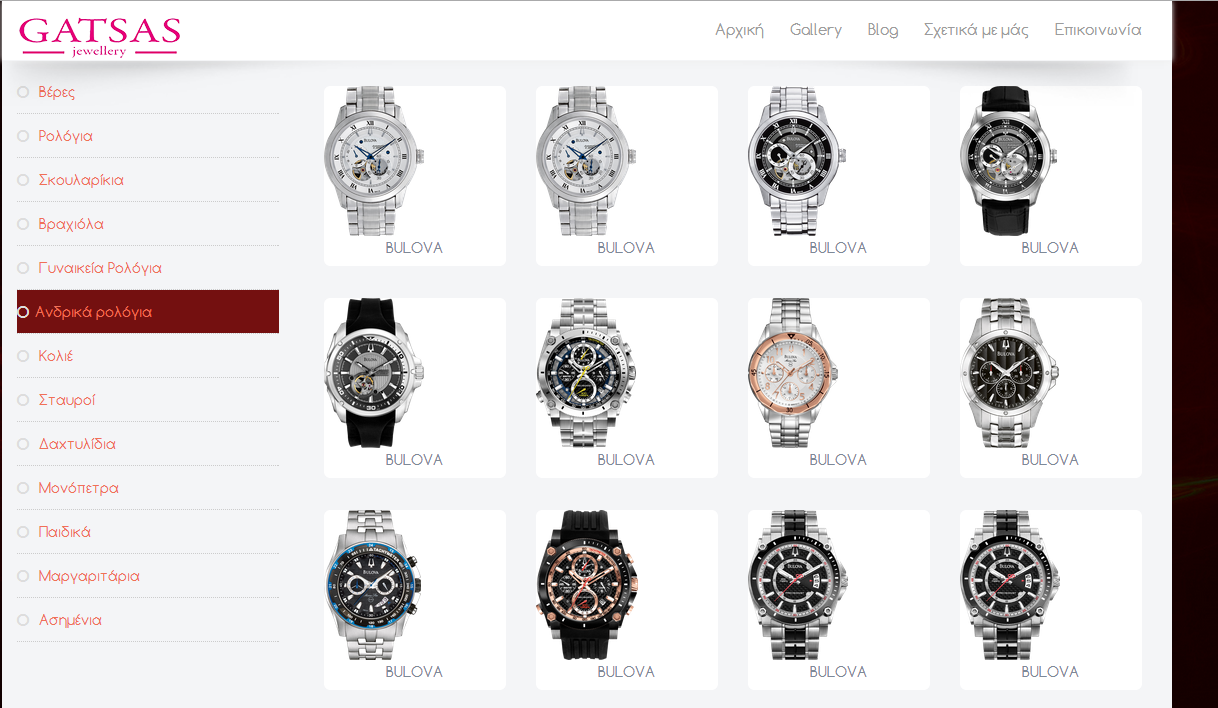 GATSAS
jewellery
Αρχική Gallery Blog Σχετικά με μάς Επικοινωνία
Βέρες
Ρολόγια
Σκουλαρίκια
Βραχιόλα
Γυναικεία Ρολόγια
Ανδρικά ρολόγια
Κολιέ
Σταυροί
Δαχτυλίδια
Μονόπετρα
Παιδικά
Μαργαριτάρια
Ασημένια
BULOVA BULOVA BULOVA BULOVA
BULOVA BULOVA BULOVA BULOVA
BULOVA BULOVA BULOVA BULOVA